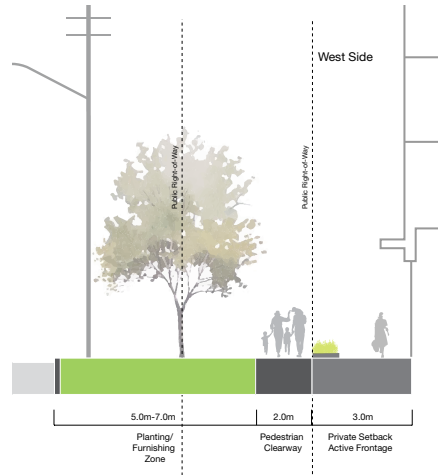 West Side
Public Right-of-Way
Public Right-of-Way
5.0m-7.0m
2.0m
3.0m
Planting/
Furnishing
Zone
Pedestrian
Clearway
Private Setback
Active Frontage